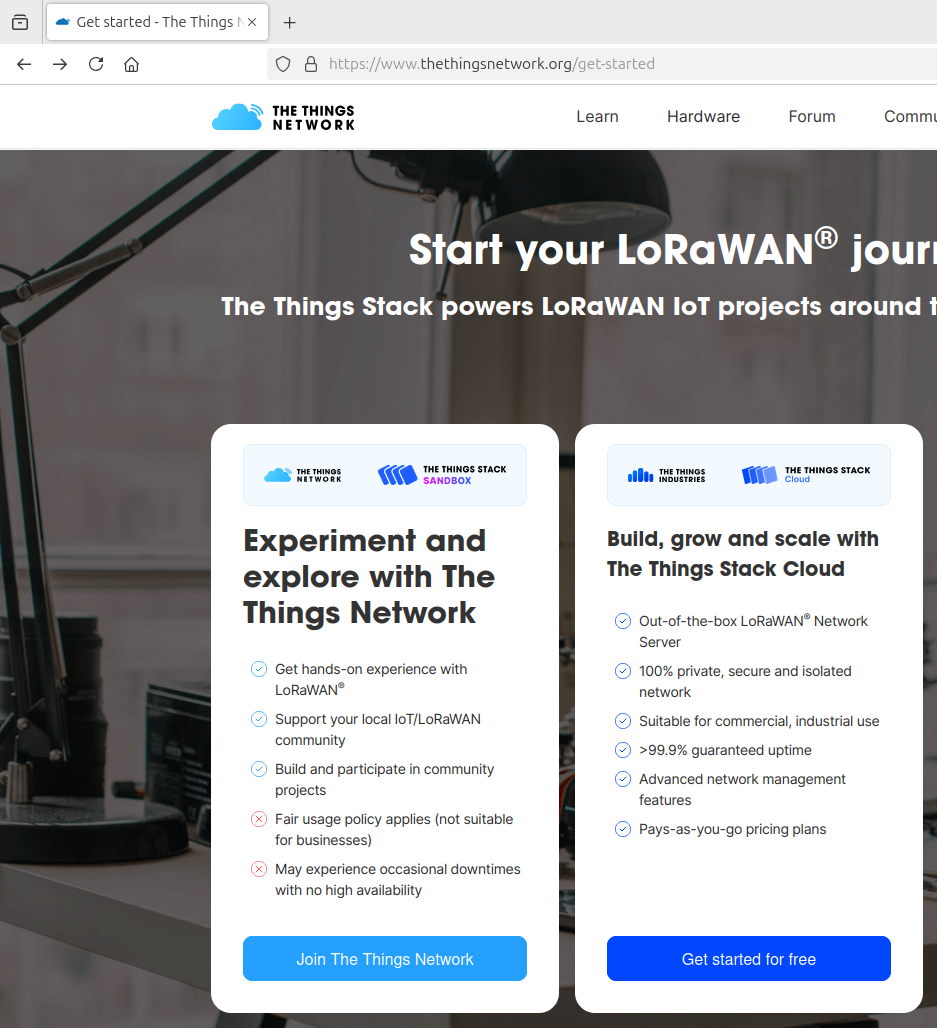 Get started - The Things N
https://www.thethingsnetwork.org/get-started
THE THINGS
NETWORK
Learn
Hardware
Forum
Commu
Start your LoRaWAN® journ
The Things Stack powers LoRaWAN IoT projects around t
THE THINGS
NETWORK
THE THINGS STACK
SANDBOX
Experiment and
explore with The
Things Network
Get hands-on experience with
LoRaWAN®
Support your local IoT/LoRaWAN
community
Build and participate in community
projects
Fair usage policy applies (not suitable
for businesses)
May experience occasional downtimes
with no high availability
Join The Things Network
THE THINGS
INDUSTRIES
THE THINGS STACK
Cloud
Build, grow and scale with
The Things Stack Cloud
Out-of-the-box LoRaWAN® Network
Server
100% private, secure and isolated
network
Suitable for commercial, industrial use
>99.9% guaranteed uptime
Advanced network management
features
Pays-as-you-go pricing plans
Get started for free